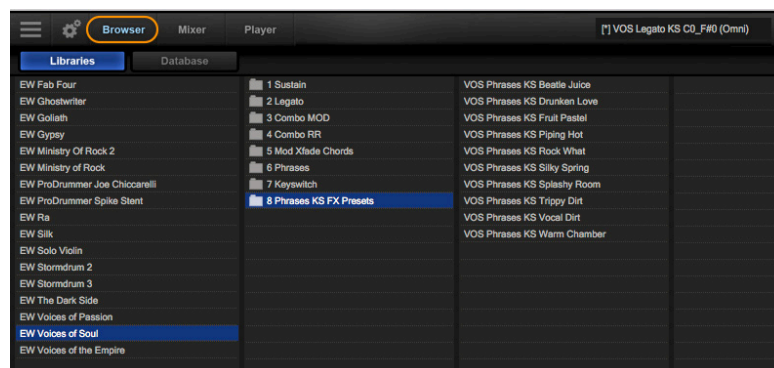 Browser Mixer Player [*] VOS Legato KS C0_F#0 (Omni)
Libraries Database
EW Fab Four
EW Ghostwriter
EW Goliath
EW Gypsy
EW Ministry Of Rock 2
EW Ministry of Rock
EW ProDrummer Joe Chiccarelli
EW ProDrummer Spike Stent
EW Ra
EW Silk
EW Solo Violin
EW Stormdrum 2
EW Stormdrum 3
EW The Dark Side
EW Voices of Passion
EW Voices of Soul
EW Voices of the Empire
1 Sustain
2 Legato
3 Combo MOD
4 Combo RR
5 Mod Xfade Chords
6 Phrases
7 Keyswitch
8 Phrases KS FX Presets
VOS Phrases KS Beatle Juice
VOS Phrases KS Drunken Love
VOS Phrases KS Fruit Pastel
VOS Phrases KS Piping Hot
VOS Phrases KS Rock What
VOS Phrases KS Silky Spring
VOS Phrases KS Splashy Room
VOS Phrases KS Trippy Dirt
VOS Phrases KS Vocal Dirt
VOS Phrases KS Warm Chamber